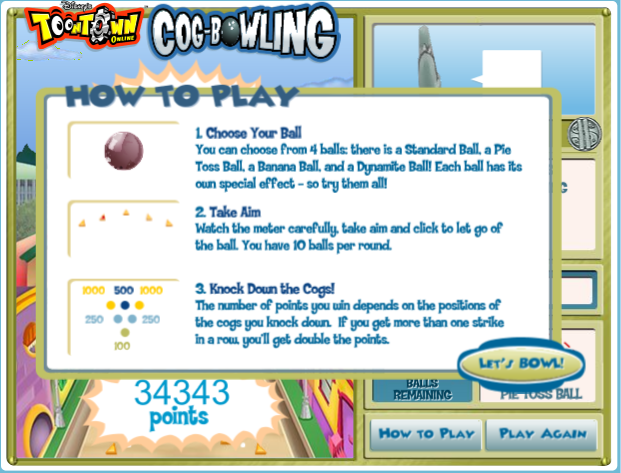 Disney's
TOONTOWN
ONLINE
COG-BOWLING
HOW TO PLAY
1. Choose Your Ball
You can choose from 4 balls: there is a Standard Ball, a Pie
Toss Ball, a Banana Ball, and a Dynamite Ball! Each ball has its
own special effect - so try them all!
2. Take Aim
Watch the meter carefully, take aim and click to let go of
the ball. You have 10 balls per round.
3. Knock Down the Cogs!
The number of points you win depends on the positions of
the cogs you knock down. If you get more than one strike
in a row, you'll get double the points.
1000 500 1000
250 250
100
LET'S BOWL!
34343
points
BALLS
REMAINING
PIE TOSS BALL
HOW TO PLAY
PLAY AGAIN